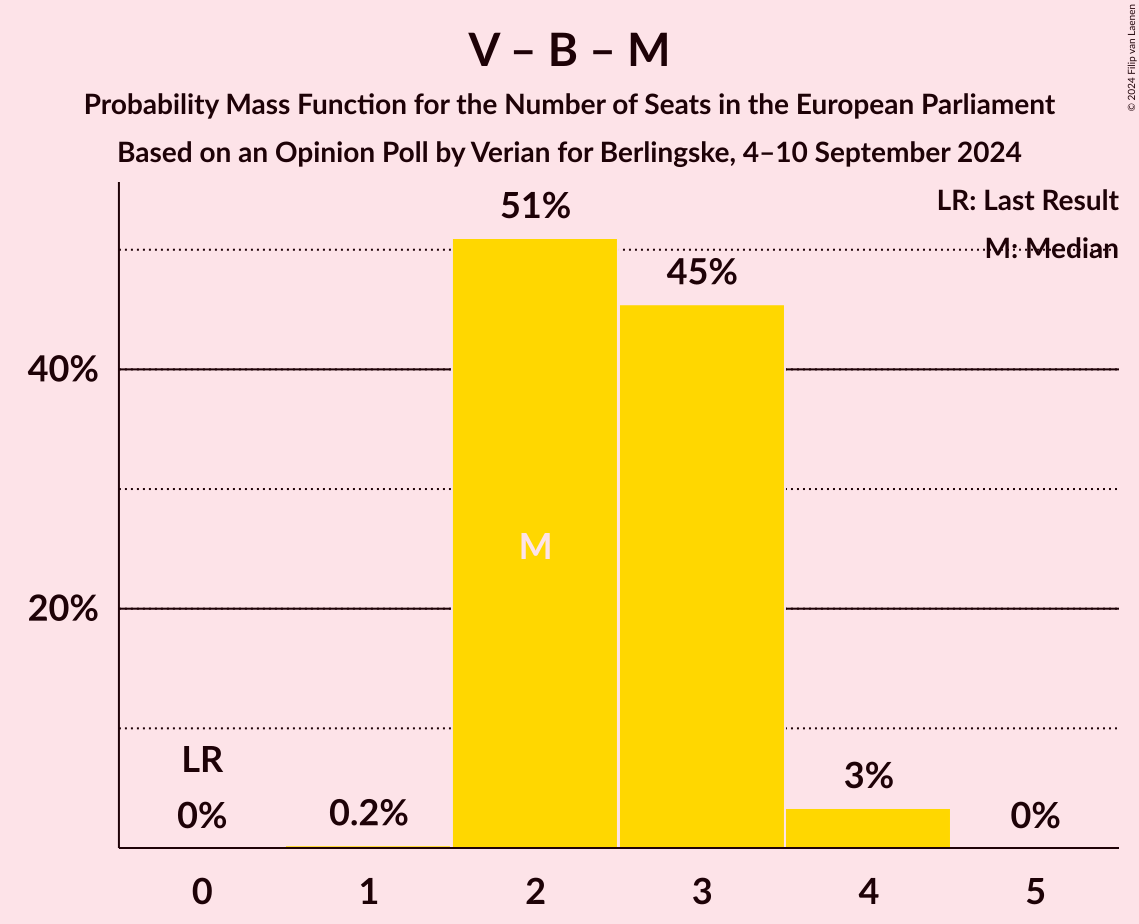 V – B – M
Probability Mass Function for the Number of Seats in the European Parliament
Based on an Opinion Poll by Verian for Berlingske, 4–10 September 2024
© 2024 Filip van Laenen
LR: Last Result
M: Median
51%
45%
40%
M
20%
LR
0%
0.2%
3%
0%
0 1 2 3 4 5